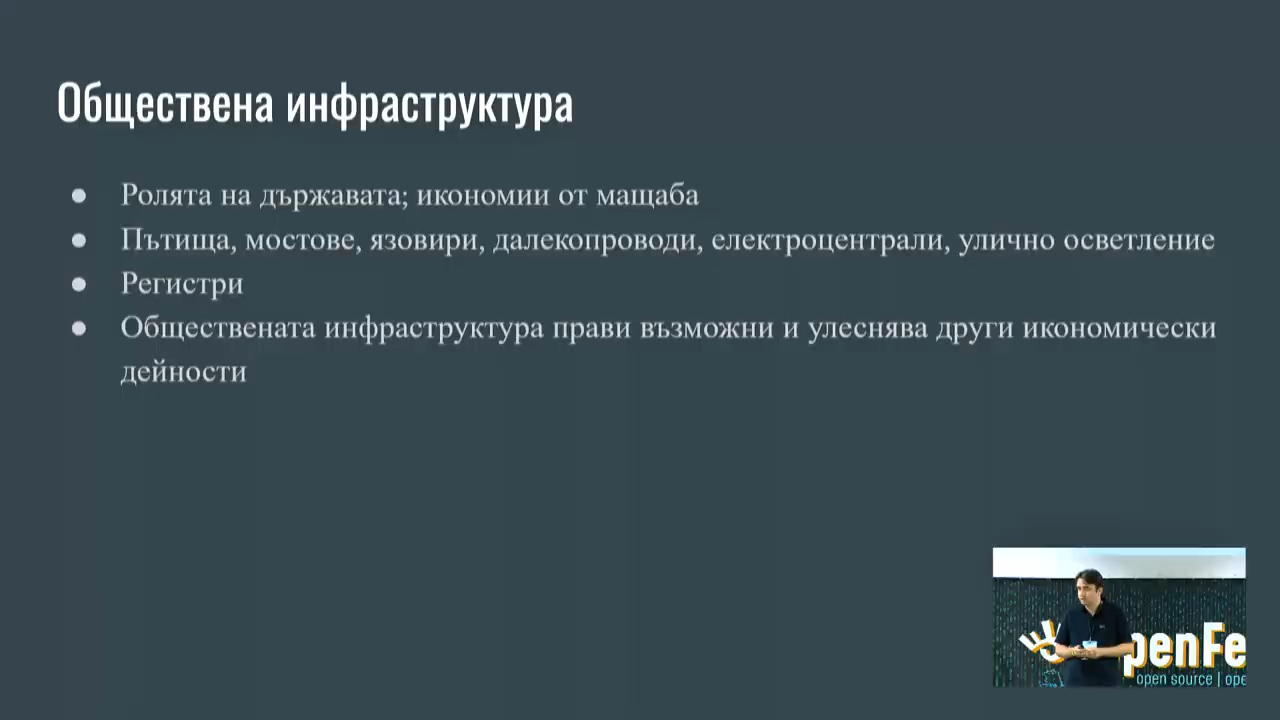 Обществена инфраструктура
● Ролята на държавата; икономии от мащаба
● Пътища, мостове, язовири, далекопроводи, електроцентрали, улично осветление
● Регистри
● Обществената инфраструктура прави възможни и улеснява други икономически
дейности
penFe
open source | ope